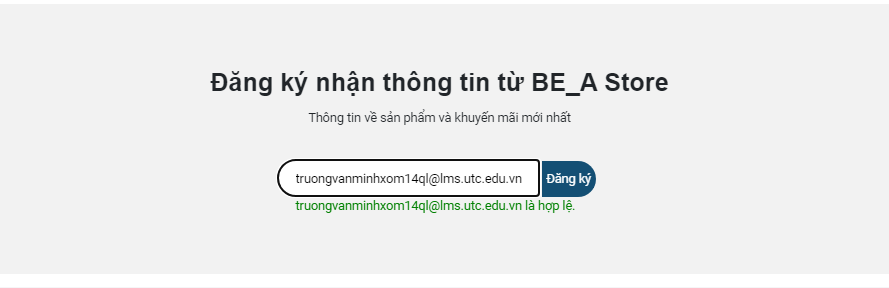 Đăng ký nhận thông tin từ BE_A Store
Thông tin về sản phẩm và khuyến mãi mới nhất
truongvanminhxom14ql@lms.utc.edu.vn
Đăng ký
truongvanminhxom14ql@lms.utc.edu.vn là hợp lệ.